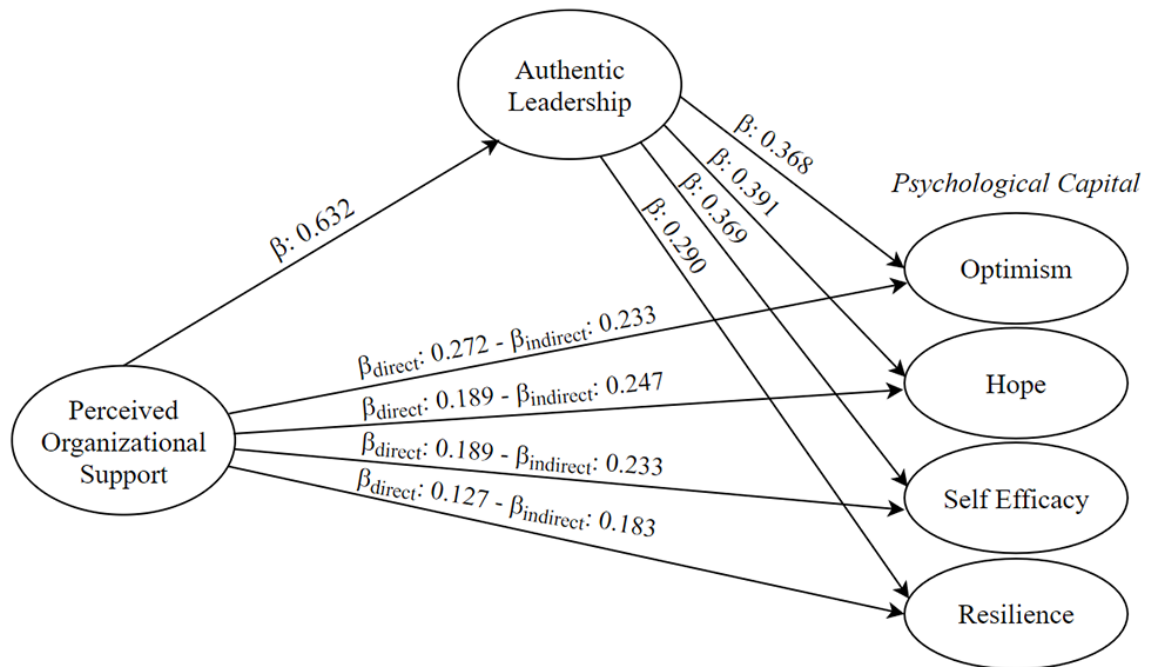 Authentic
Leadership
β: 0.368
β: 0.391
β: 0.369
β: 0.290
β: 0.632
Psychological Capital
Optimism
Hope
Self Efficacy
Resilience
βdirect: 0.272 - βindirect: 0.233
βdirect: 0.189 - βindirect: 0.247
βdirect: 0.189 - βindirect: 0.233
βdirect: 0.127 - βindirect: 0.183
Perceived
Organizational
Support